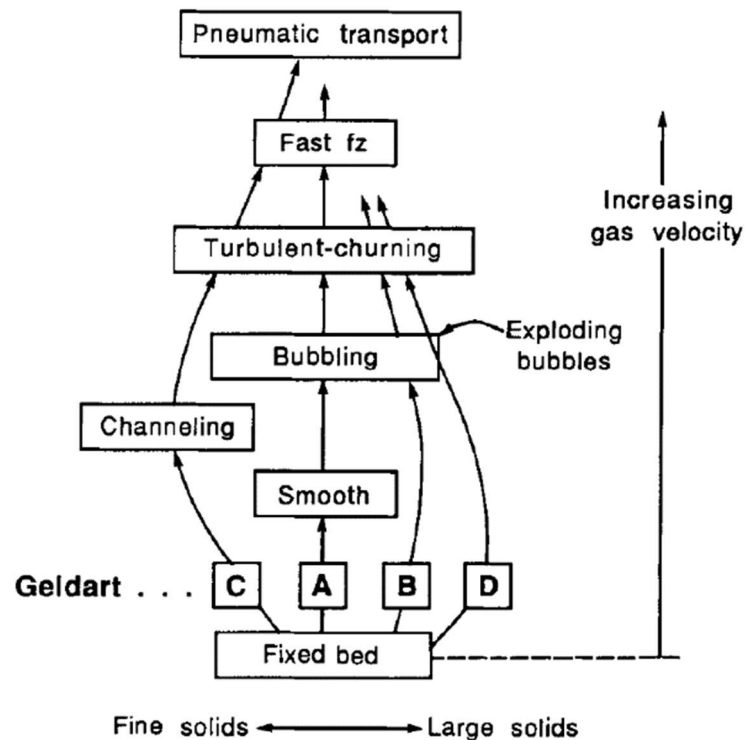 Pneumatic transport
Fast fz
Increasing
gas velocity
Turbulent-churning
Exploding
bubbles
Bubbling
Channeling
Smooth
Geldart . . . C A B D
Fixed bed
Fine solids Large solids